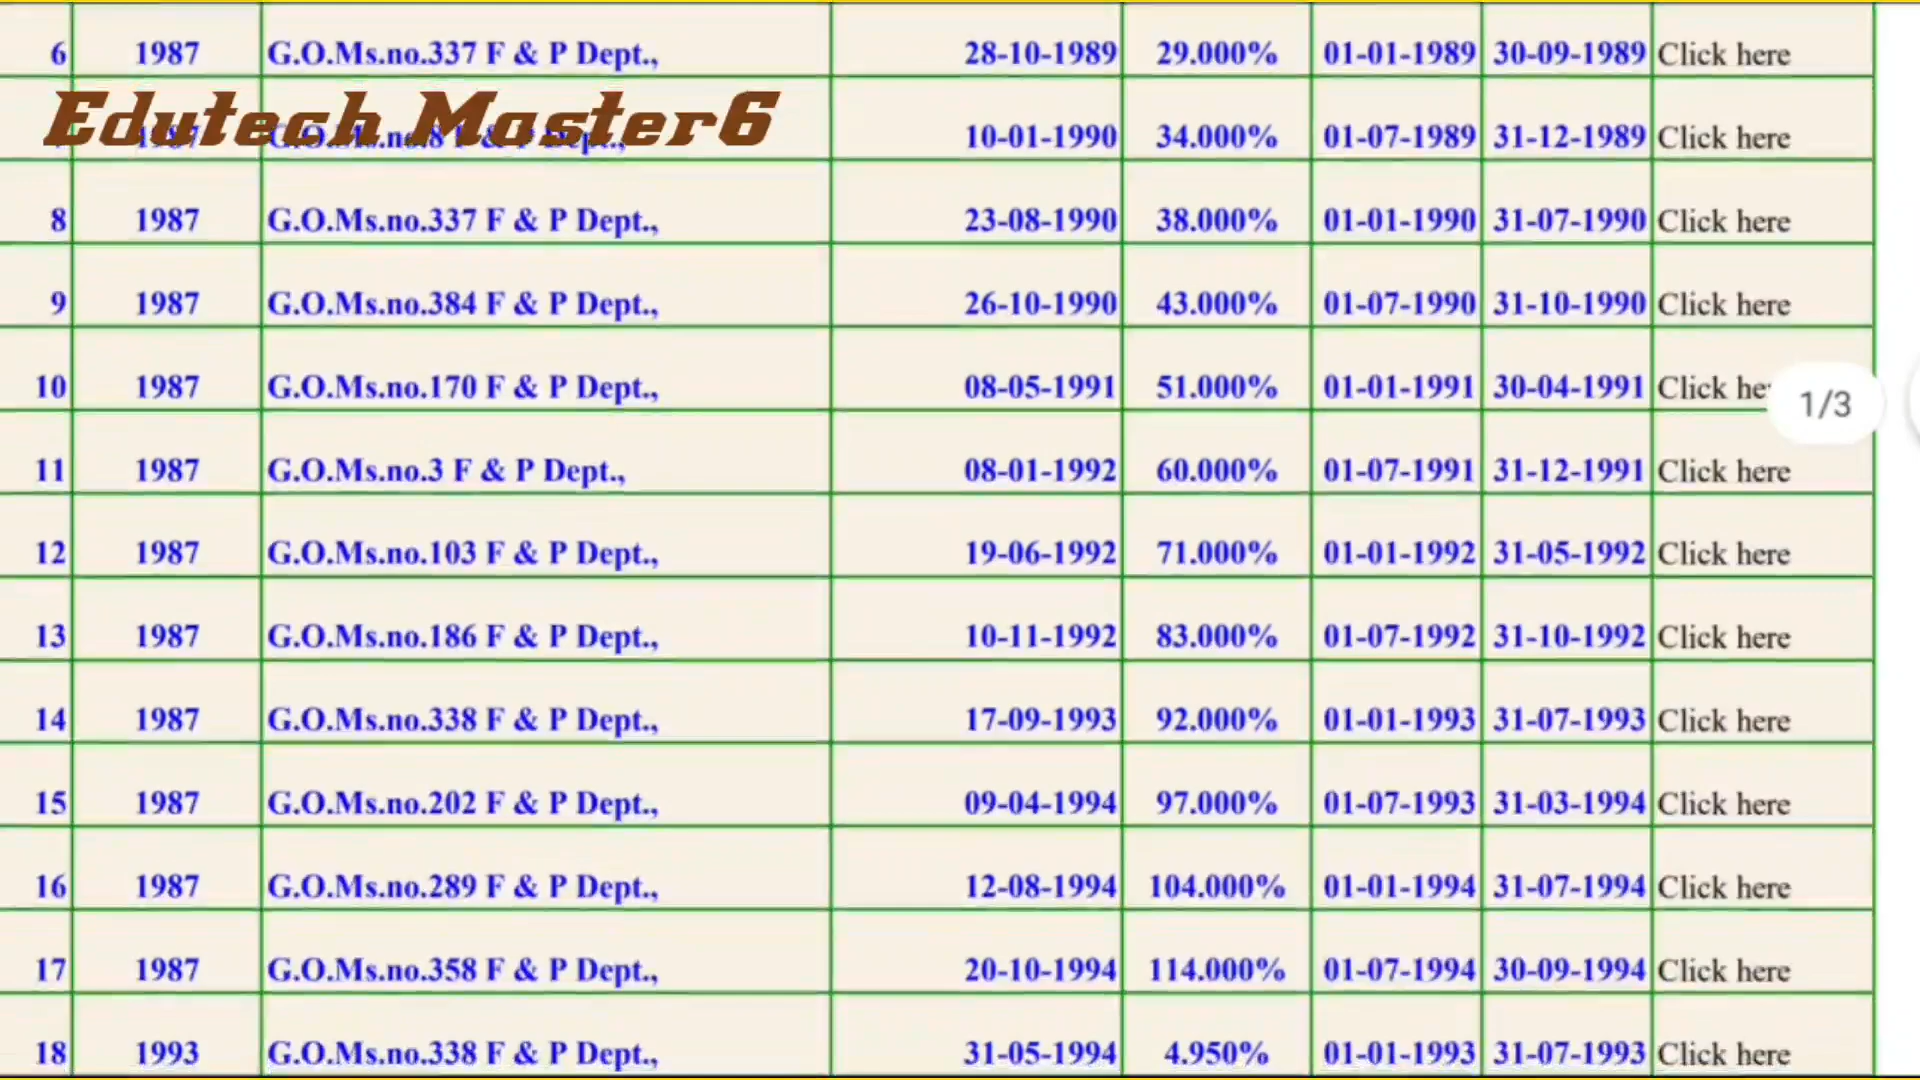 6 1987 G.O.Ms.no.337 F & P Dept., 28-10-1989 29.000% 01-01-1989 30-09-1989 Click here
Edutech Master6
1987 G.O.Ms.no.8 F & P Dept., 10-01-1990 34.000% 01-07-1989 31-12-1989 Click here
8 1987 G.O.Ms.no.337 F & P Dept., 23-08-1990 38.000% 01-01-1990 31-07-1990 Click here
9 1987 G.O.Ms.no.384 F & P Dept., 26-10-1990 43.000% 01-07-1990 31-10-1990 Click here
10 1987 G.O.Ms.no.170 F & P Dept., 08-05-1991 51.000% 01-01-1991 30-04-1991 Click he
1/3
11 1987 G.O.Ms.no.3 F & P Dept., 08-01-1992 60.000% 01-07-1991 31-12-1991 Click here
12 1987 G.O.Ms.no.103 F & P Dept., 19-06-1992 71.000% 01-01-1992 31-05-1992 Click here
13 1987 G.O.Ms.no.186 F & P Dept., 10-11-1992 83.000% 01-07-1992 31-10-1992 Click here
14 1987 G.O.Ms.no.338 F & P Dept., 17-09-1993 92.000% 01-01-1993 31-07-1993 Click here
15 1987 G.O.Ms.no.202 F & P Dept., 09-04-1994 97.000% 01-07-1993 31-03-1994 Click here
16 1987 G.O.Ms.no.289 F & P Dept., 12-08-1994 104.000% 01-01-1994 31-07-1994 Click here
17 1987 G.O.Ms.no.358 F & P Dept., 20-10-1994 114.000% 01-07-1994 30-09-1994 Click here
18 1993 G.O.Ms.no.338 F & P Dept., 31-05-1994 4.950% 01-01-1993 31-07-1993 Click here